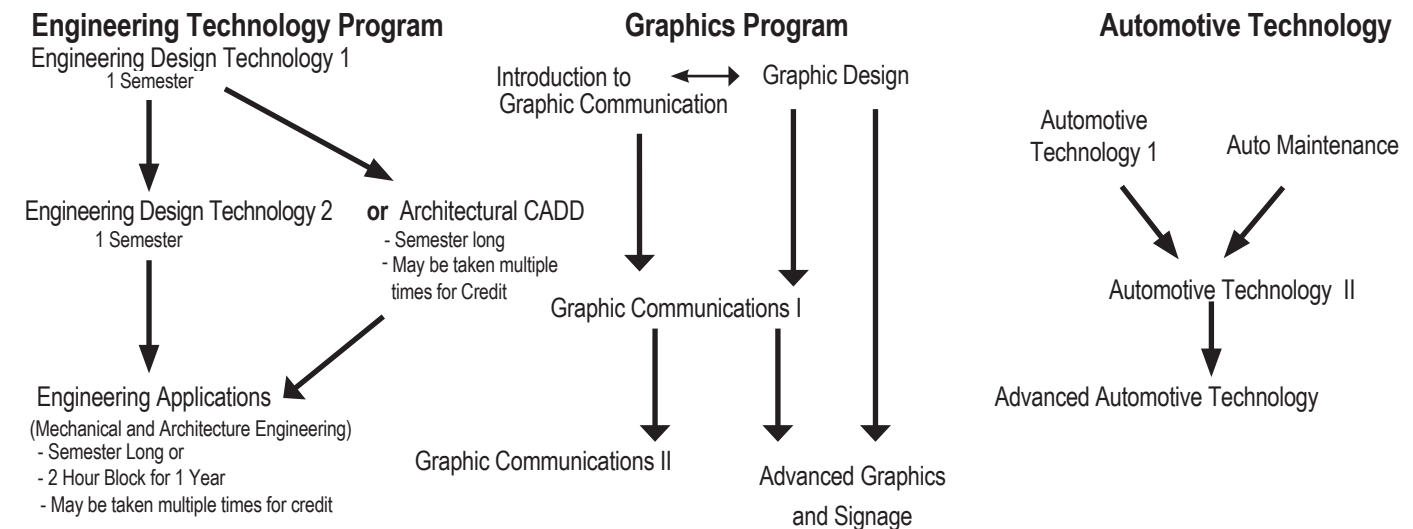 Engineering Technology Program
Engineering Design Technology 1
1 Semester
Engineering Design Technology 2
1 Semester
or Architectural CADD
- Semester long
- May be taken multiple
times for Credit
Engineering Applications
(Mechanical and Architecture Engineering)
- Semester Long or
- 2 Hour Block for 1 Year
- May be taken multiple times for credit
Graphics Program
Introduction to
Graphic Communication
Graphic Design
Graphic Communications I
Graphic Communications II
Advanced Graphics
and Signage
Automotive Technology
Automotive
Technology 1
Auto Maintenance
Automotive Technology II
Advanced Automotive Technology